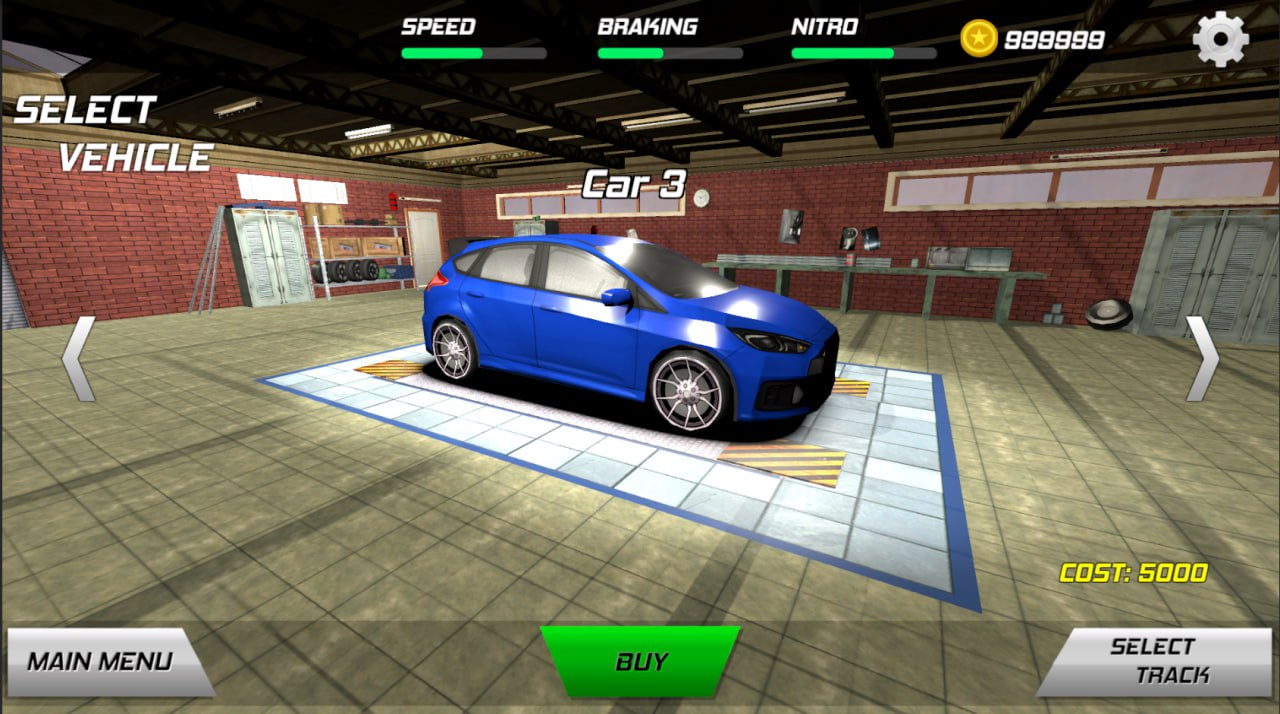 SPEED
BRAKING
NITRO
999999
SELECT
VEHICLE
Car 3
COST: 5000
MAIN MENU
BUY
SELECT
TRACK